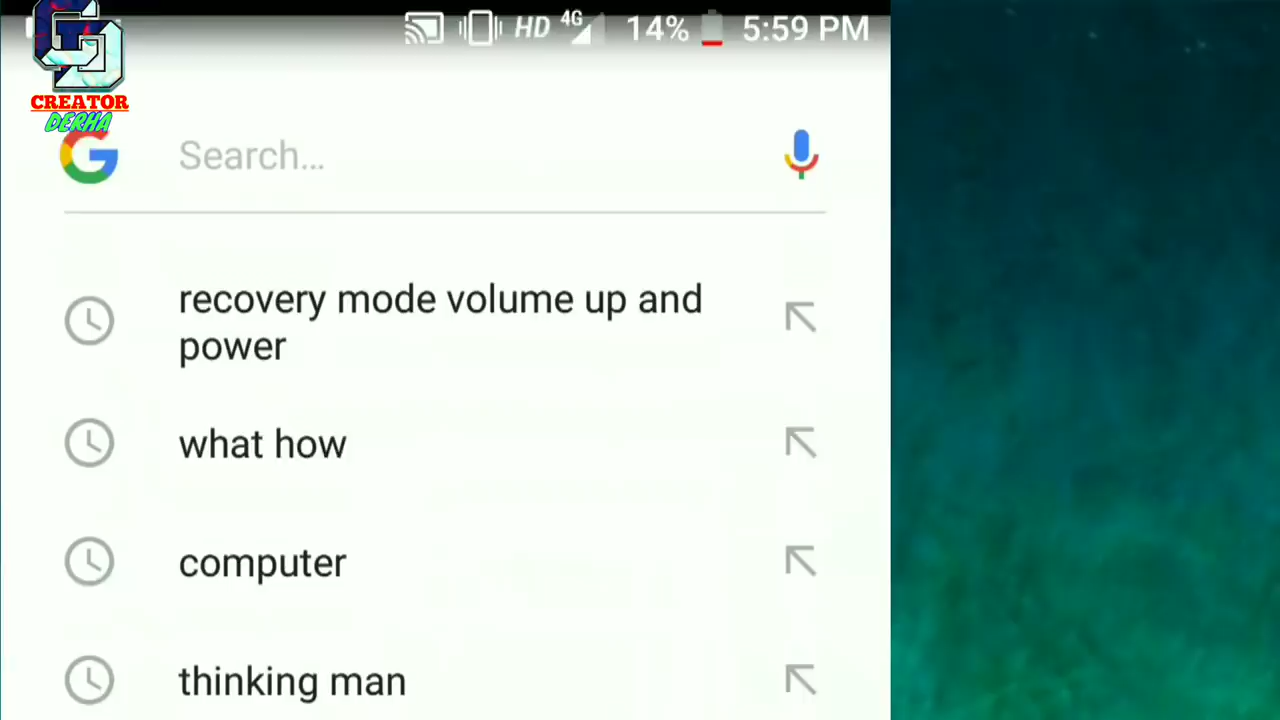 HD 4G 14% 5:59 PM
CREATOR
DERHA
Search...
recovery mode volume up and
power
what how
computer
thinking man